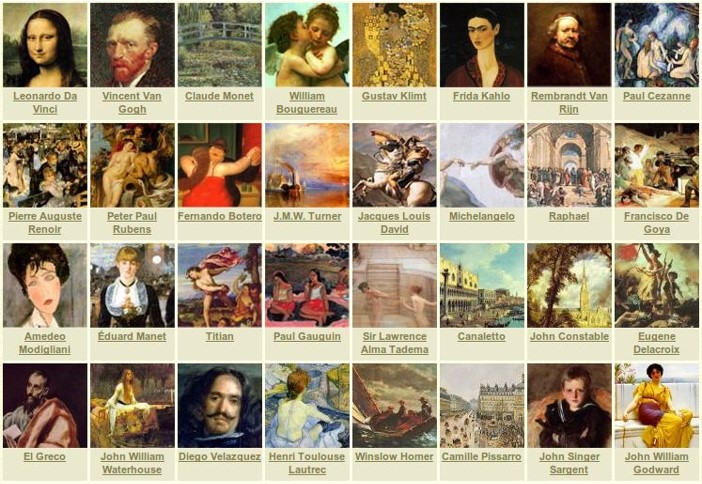 Leonardo Da
Vinci
Vincent Van
Gogh
Claude Monet
William
Bouguereau
Gustav Klimt
Frida Kahlo
Rembrandt Van
Rijn
Paul Cezanne
Pierre Auguste
Renoir
Peter Paul
Rubens
Fernando Botero
J.M.W. Turner
Jacques Louis
David
Michelangelo
Raphael
Francisco De
Goya
Amedeo
Modigliani
Éduard Manet
Titian
Paul Gauguin
Sir Lawrence
Alma Tadema
Canaletto
John Constable
Eugene
Delacroix
El Greco
John William
Waterhouse
Diego Velazquez
Henri Toulouse
Lautrec
Winslow Homer
Camille Pissarro
John Singer
Sargent
John William
Godward